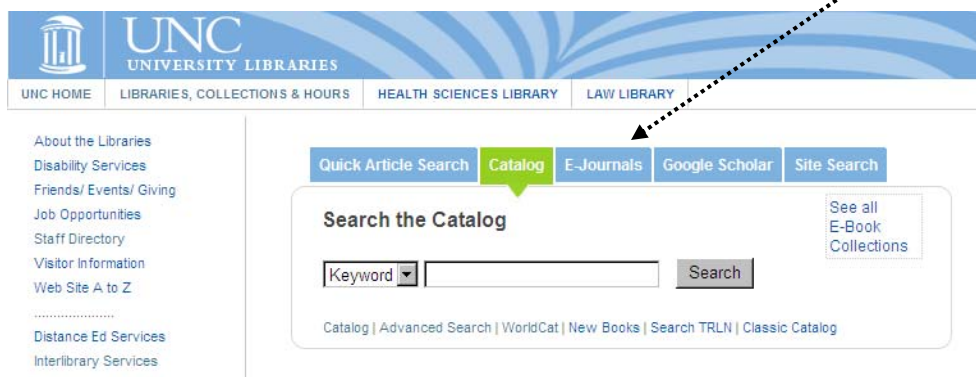 UNC
UNIVERSITY LIBRARIES
UNC HOME LIBRARIES, COLLECTIONS & HOURS HEALTH SCIENCES LIBRARY LAW LIBRARY
About the Libraries
Disability Services
Friends/ Events/ Giving
Job Opportunities
Staff Directory
Visitor Information
Web Site A to Z
.....................
Distance Ed Services
Interlibrary Services
Quick Article Search Catalog E-Journals Google Scholar Site Search
Search the Catalog
See all
E-Book
Collections
Keyword Search
Catalog | Advanced Search | WorldCat | New Books | Search TRLN | Classic Catalog